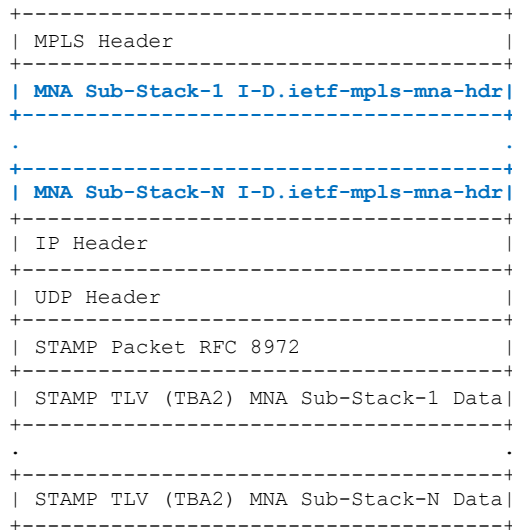 +--------------------------------------+
| MPLS Header                          |
+--------------------------------------+
| MNA Sub-Stack-1 I-D.ietf-mpls-mna-hdr|
+--------------------------------------+
.                                      .
+--------------------------------------+
| MNA Sub-Stack-N I-D.ietf-mpls-mna-hdr|
+--------------------------------------+
| IP Header                            |
+--------------------------------------+
| UDP Header                           |
+--------------------------------------+
| STAMP Packet RFC 8972                |
+--------------------------------------+
| STAMP TLV (TBA2) MNA Sub-Stack-1 Data|
+--------------------------------------+
.                                      .
+--------------------------------------+
| STAMP TLV (TBA2) MNA Sub-Stack-N Data|
+--------------------------------------+